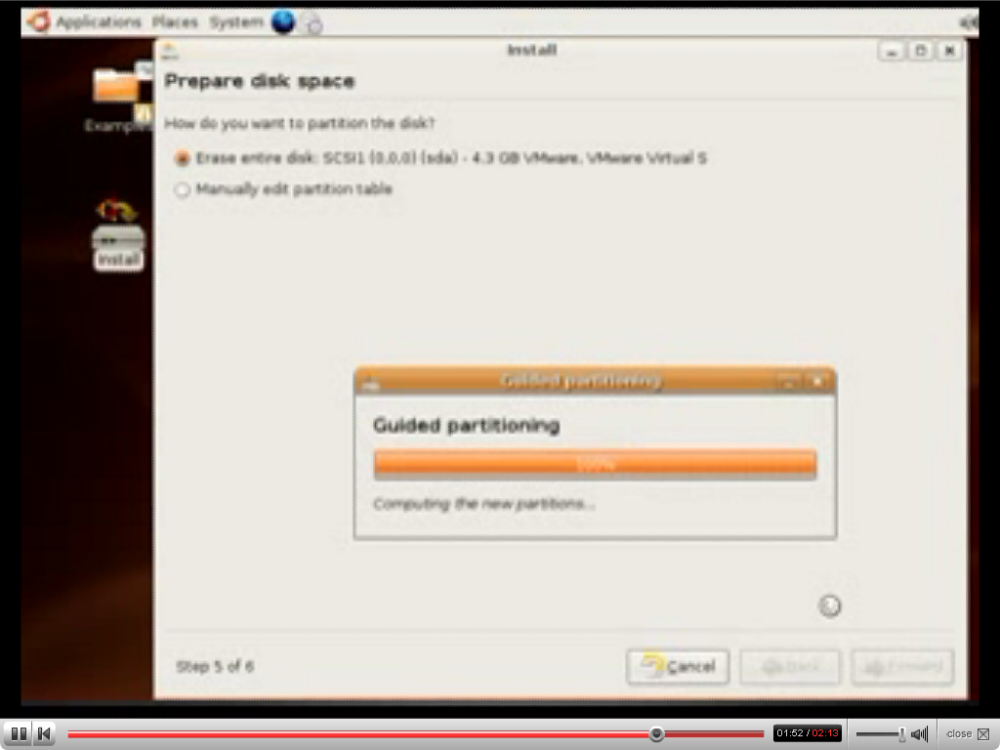 Applications Places System
Install
Prepare disk space
Examples
How do you want to partition the disk?
Erase entire disk: SCSI1 (0,0,0) (sda) - 4.3 GB VMware, VMware Virtual S
Manually edit partition table
Install
Guided partitioning
Guided partitioning
100%
Computing the new partitions...
Step 5 of 6
Cancel
Back
Forward
01:52 / 02:13
close